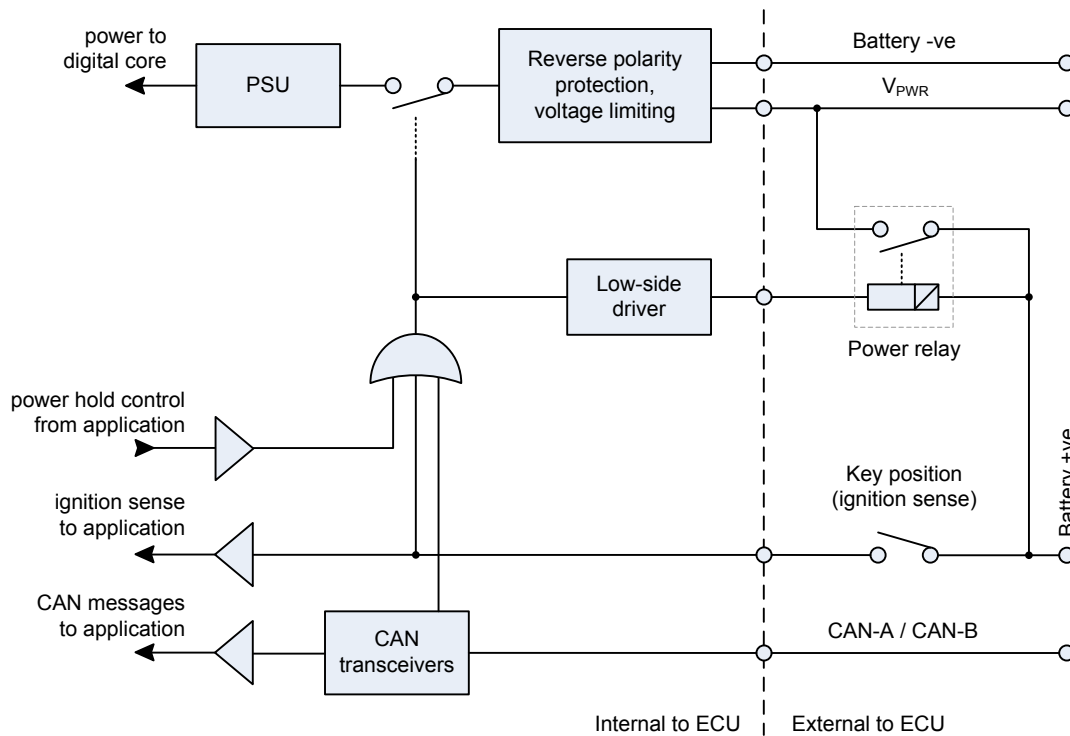 power to
digital core
PSU
Reverse polarity
protection,
voltage limiting
Battery -ve
VPWR
Low-side
driver
Power relay
power hold control
from application
ignition sense
to application
Key position
(ignition sense)
Battery +ve
CAN messages
to application
CAN
transceivers
CAN-A / CAN-B
Internal to ECU
External to ECU